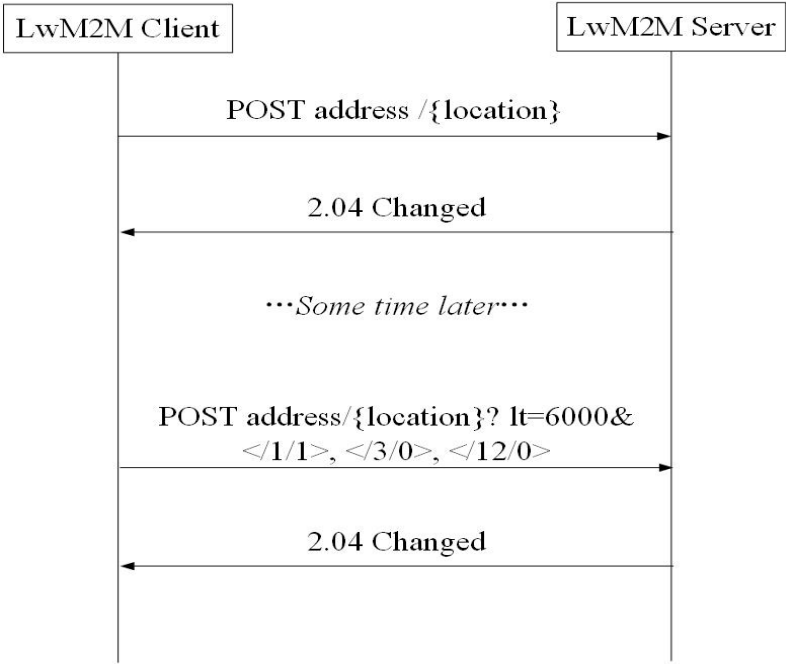 LwM2M Client
LwM2M Server
POST address /{location}
2.04 Changed
···Some time later···
POST address/{location}? lt=6000&
</1/1>, </3/0>, </12/0>
2.04 Changed